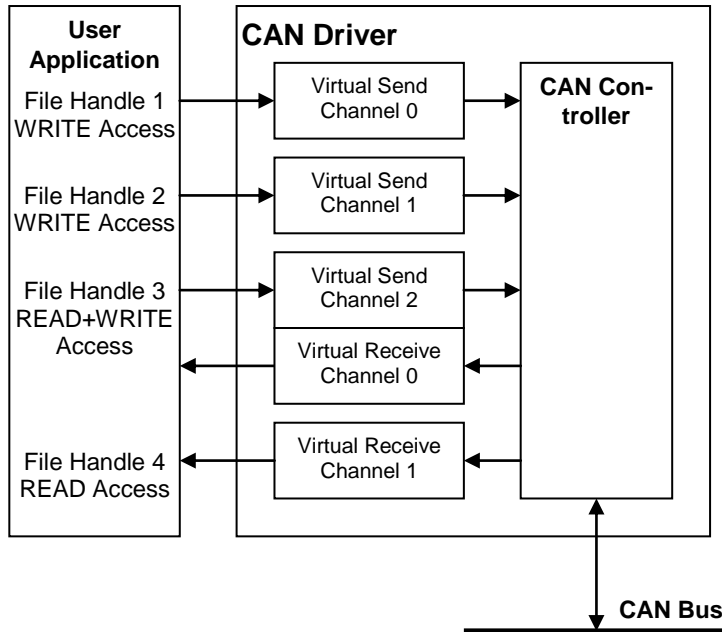 User
Application
File Handle 1
WRITE Access
File Handle 2
WRITE Access
File Handle 3
READ+WRITE
Access
File Handle 4
READ Access
CAN Driver
Virtual Send
Channel 0
Virtual Send
Channel 1
Virtual Send
Channel 2
Virtual Receive
Channel 0
Virtual Receive
Channel 1
CAN Con-
troller
CAN Bus